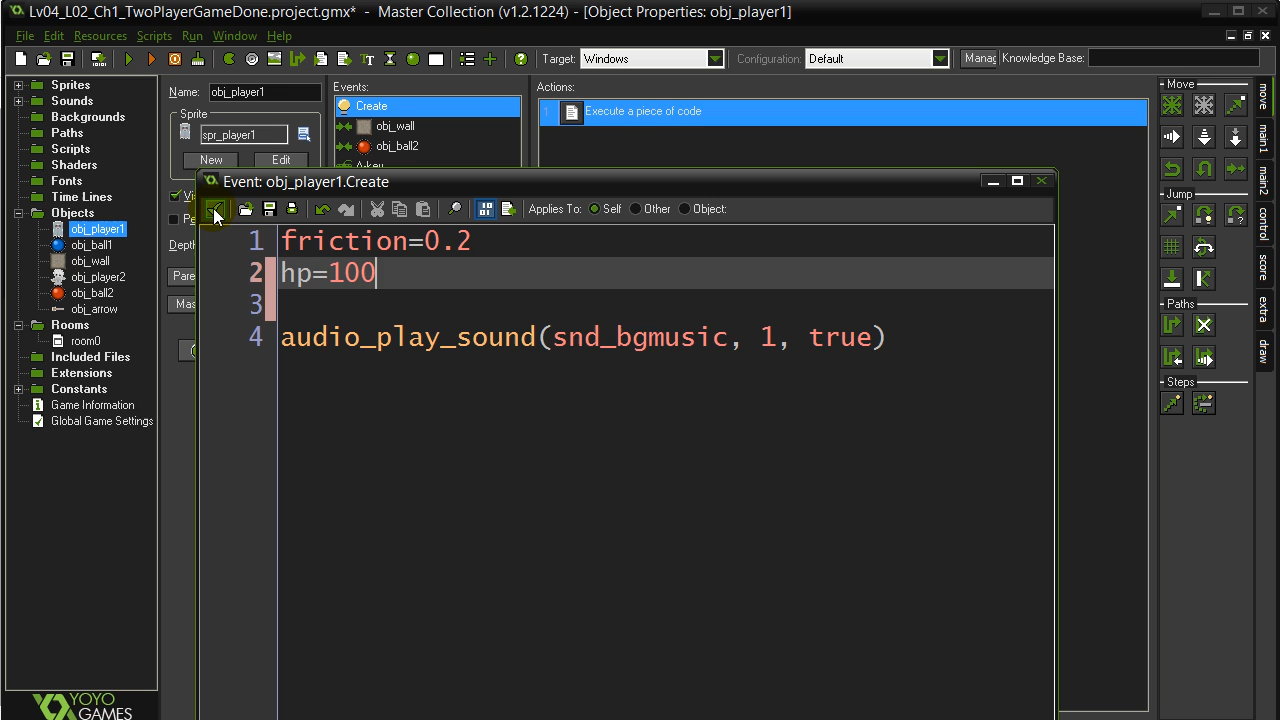 Lv04_L02_Ch1_TwoPlayerGameDone.project.gmx* - Master Collection (v1.2.1224) - [Object Properties: obj_player1]
File Edit Resources Scripts Run Window Help
Target: Windows Configuration: Default Manag Knowledge Base:
Sprites
Sounds
Backgrounds
Paths
Scripts
Shaders
Fonts
Time Lines
Objects
obj_player1
obj_ball1
obj_wall
obj_player2
obj_ball2
obj_arrow
Rooms
room0
Included Files
Extensions
Constants
Game Information
Global Game Settings
YOYO
GAMES
Name: obj_player1
Sprite
spr_player1
New Edit
Depth
Events:
Create
obj_wall
obj_ball2
A-key
Actions:
1 Execute a piece of code
Event: obj_player1.Create
Applies To: Self Other Object:
1 friction=0.2
2 hp=100
3
4 audio_play_sound(snd_bgmusic, 1, true)
Move
Jump
Paths
Steps
move
main1
main2
control
score
extra
draw